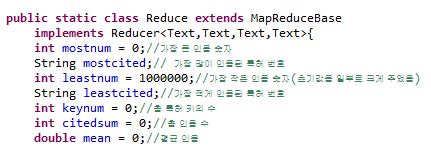 public static class Reduce extends MapReduceBase
implements Reducer<Text,Text,Text,Text>{
int mostnum = 0;//가장 큰 인용 숫자
String mostcited;// 가장 많이 인용된 특허 번호
int leastnum = 1000000;//가장 작은 인용 숫자(초기값을 일부로 크게 주었음)
String leastcited;//가장 적게 인용된 특허 번호
int keynum = 0;//총 특허 키의 수
int citedsum = 0;//총 인용 수
double mean = 0;//평균 인용